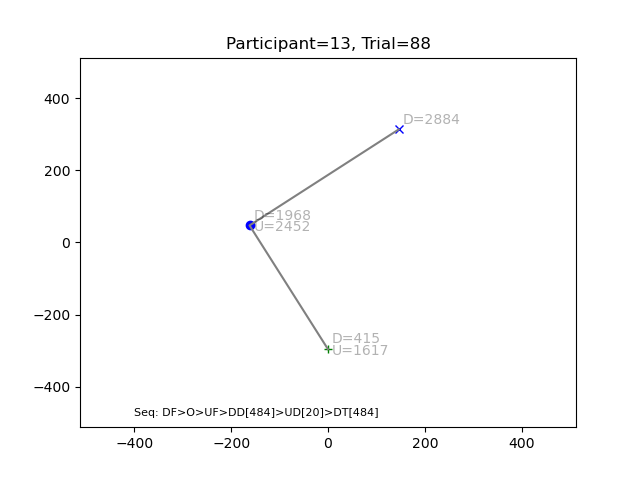 Participant=13, Trial=88
400
200
0
−200
−400
D=2884
D=1968
U=2452
D=415
U=1617
Seq: DF>O>UF>DD[484]>UD[20]>DT[484]
−400
−200
0
200
400